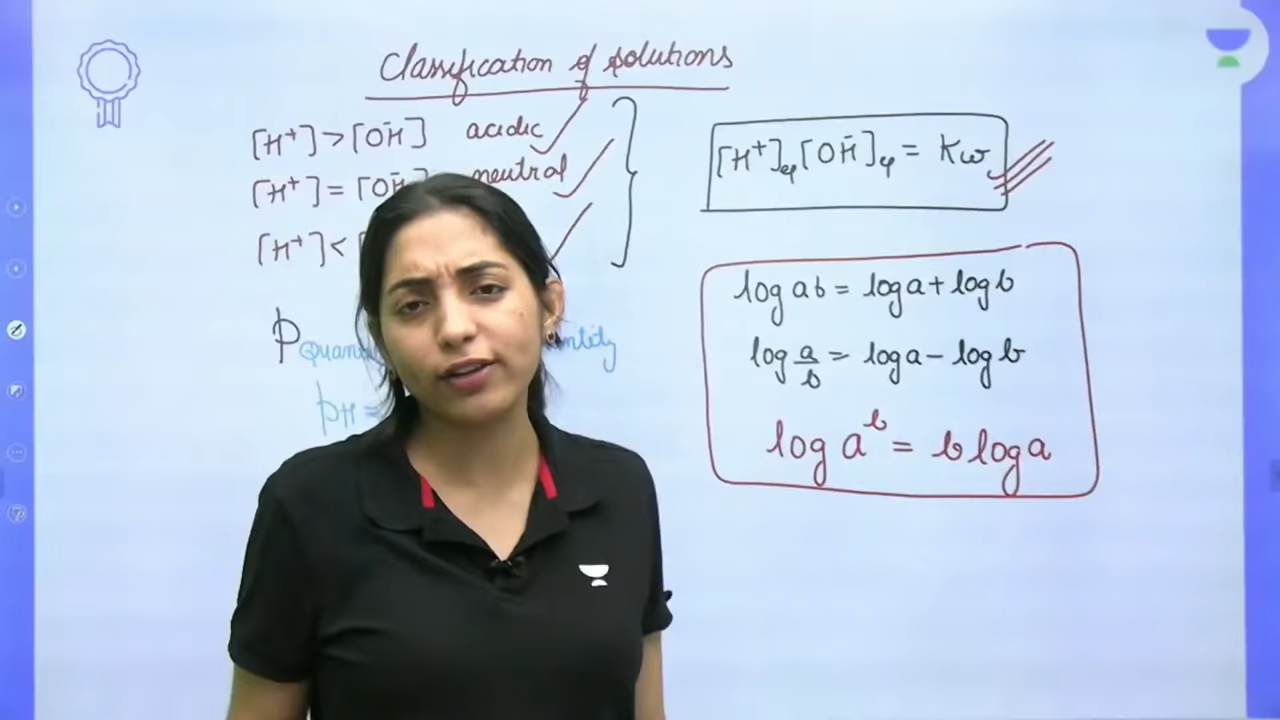 Classification of solutions
[H⁺] > [OH⁻] acidic
[H⁺] = [OH⁻] neutral
[H⁺] <
[H⁺]eq [OH⁻]eq = Kw
log ab = log a + log b
log a/b = log a - log b
log a^b = b log a
p
pH =